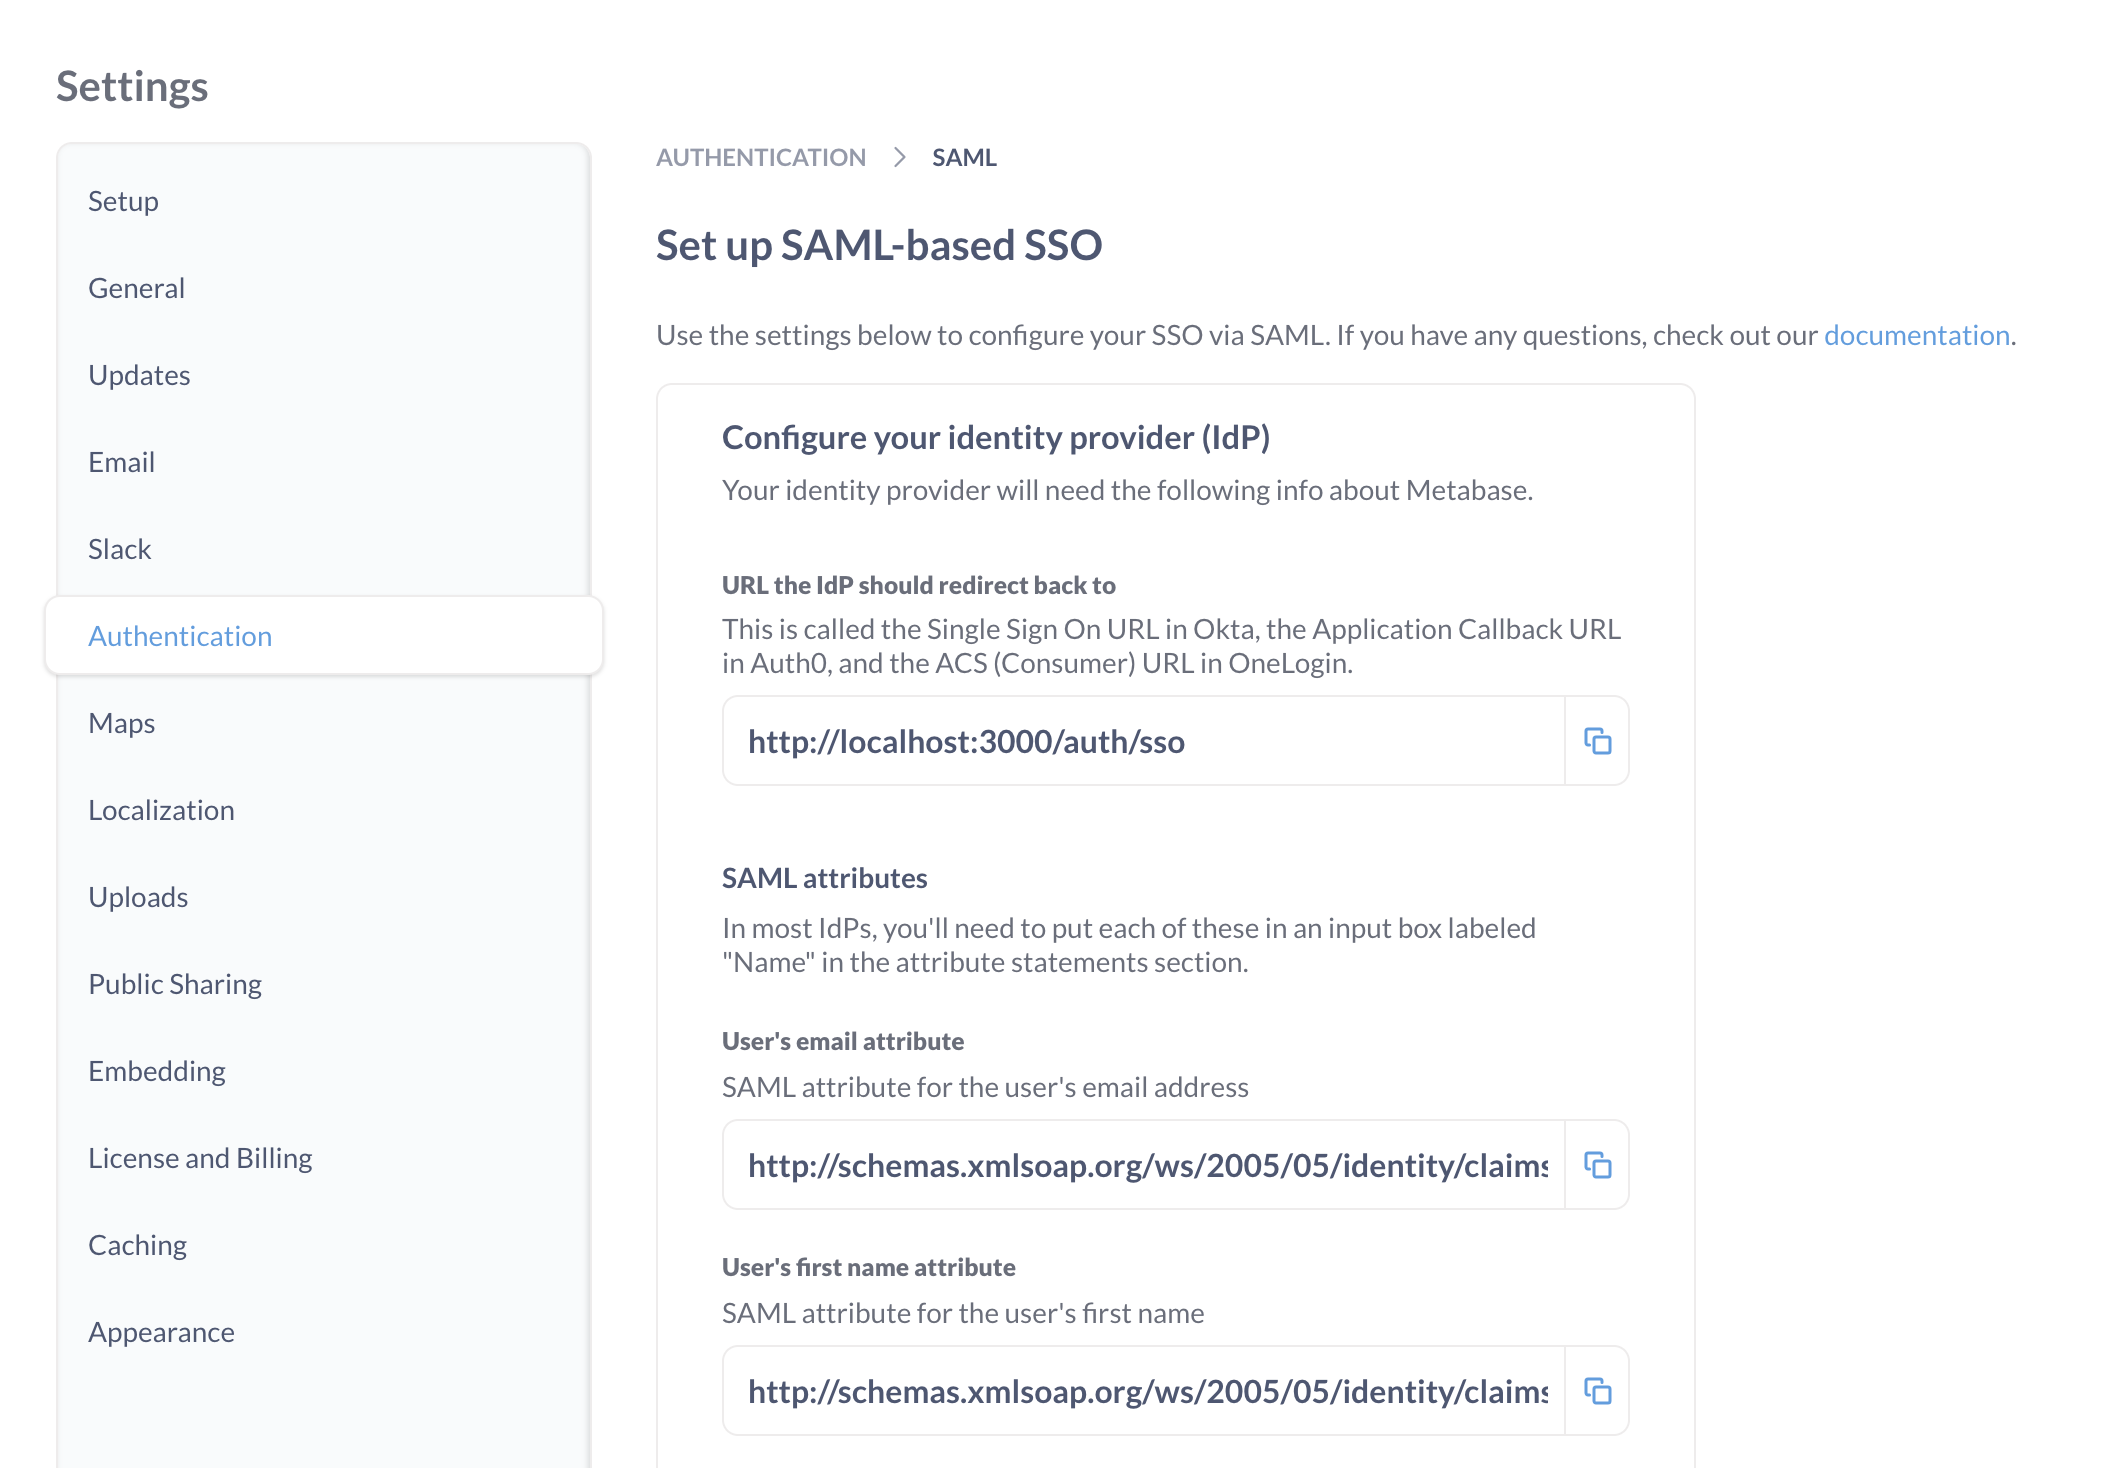 Settings
Setup
General
Updates
Email
Slack
Authentication
Maps
Localization
Uploads
Public Sharing
Embedding
License and Billing
Caching
Appearance
AUTHENTICATION > SAML
Set up SAML-based SSO
Use the settings below to configure your SSO via SAML. If you have any questions, check out our documentation.
Configure your identity provider (IdP)
Your identity provider will need the following info about Metabase.
URL the IdP should redirect back to
This is called the Single Sign On URL in Okta, the Application Callback URL
in Auth0, and the ACS (Consumer) URL in OneLogin.
http://localhost:3000/auth/sso
SAML attributes
In most IdPs, you'll need to put each of these in an input box labeled
"Name" in the attribute statements section.
User's email attribute
SAML attribute for the user's email address
http://schemas.xmlsoap.org/ws/2005/05/identity/claims
User's first name attribute
SAML attribute for the user's first name
http://schemas.xmlsoap.org/ws/2005/05/identity/claims